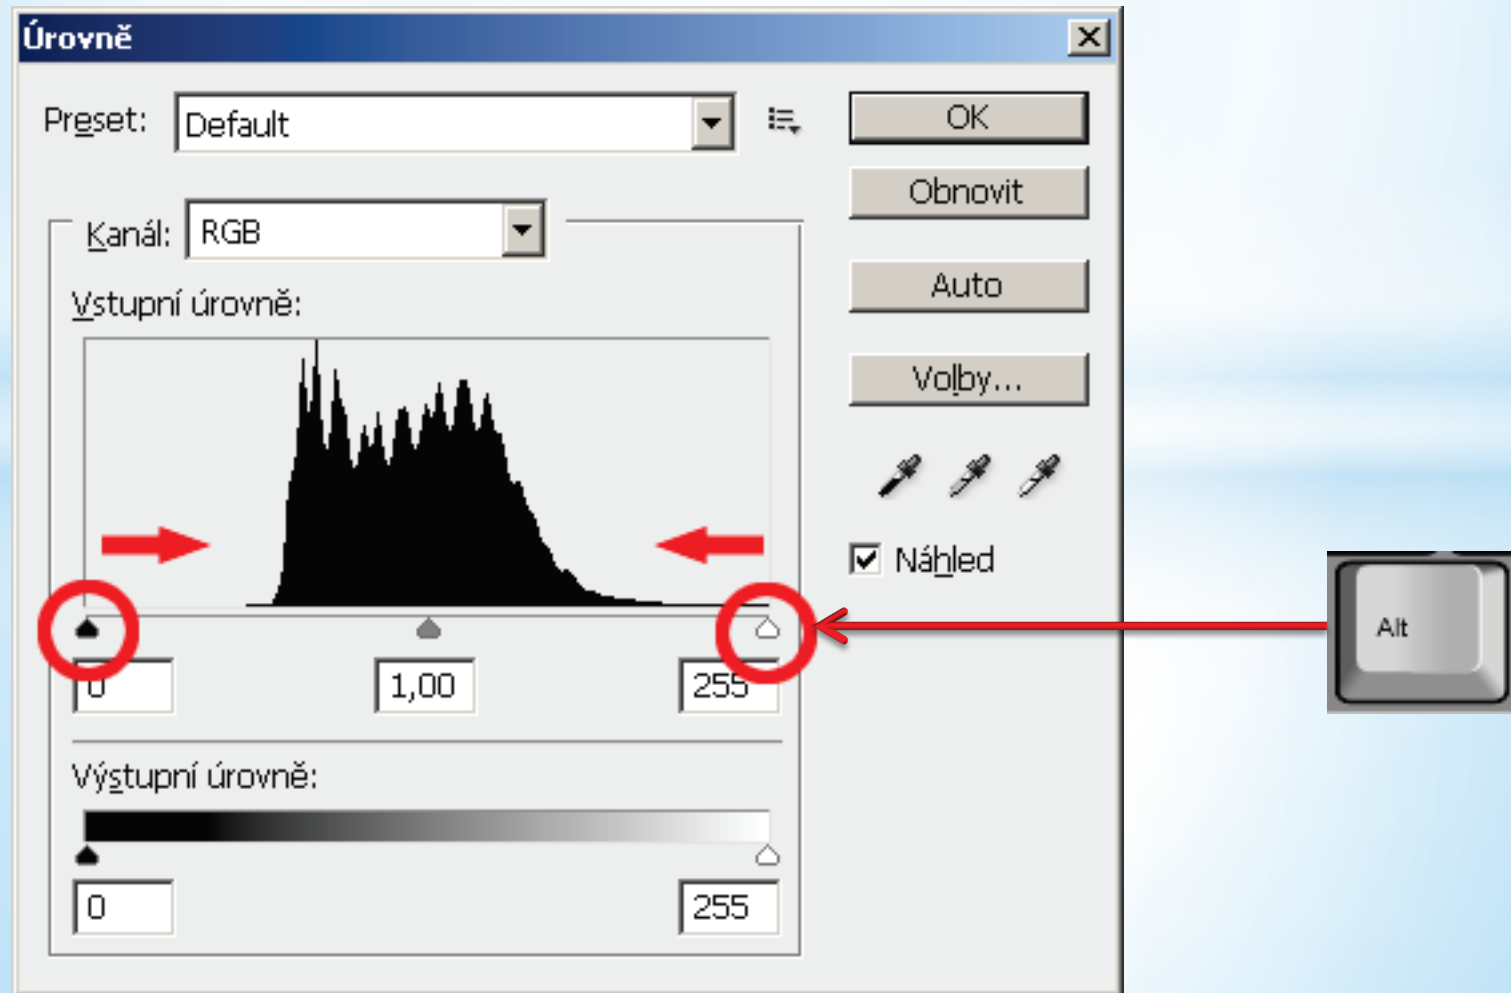 Úrovně
Preset: Default
OK
Obnovit
Kanál: RGB
Auto
Vstupní úrovně:
Volby...
Náhled
Alt
0 1,00 255
Výstupní úrovně:
0 255